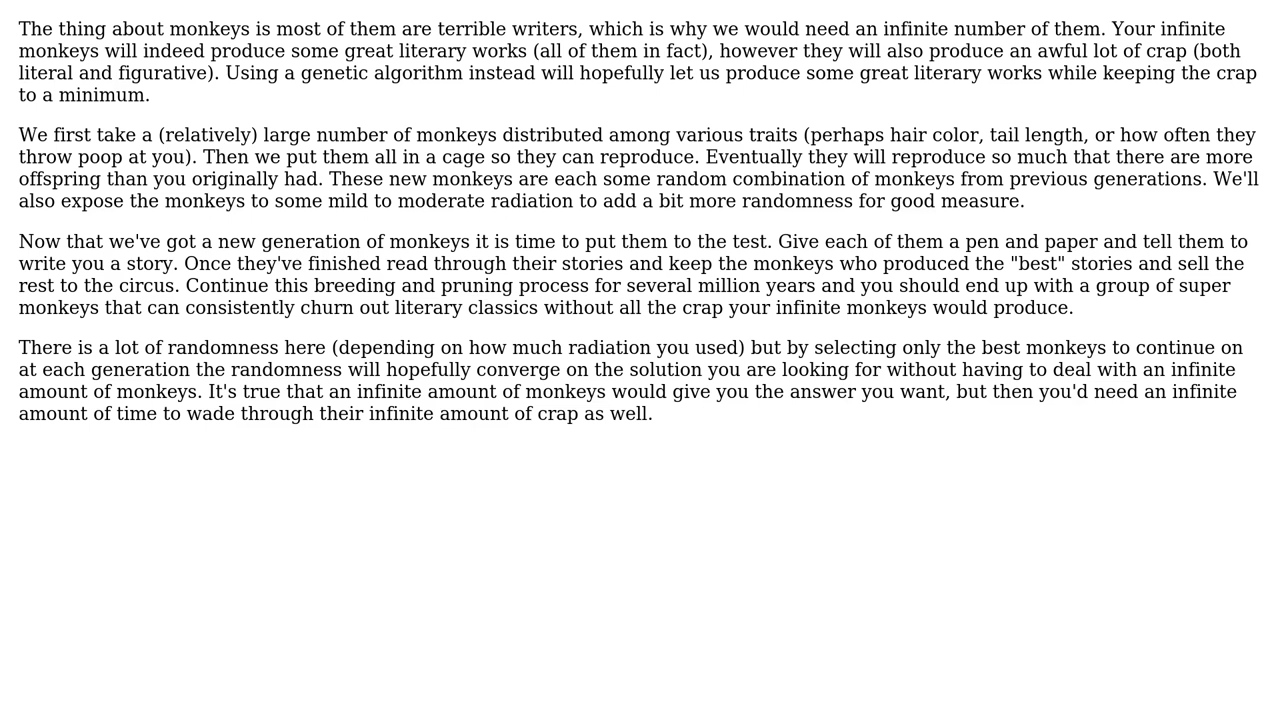 The thing about monkeys is most of them are terrible writers, which is why we would need an infinite number of them. Your infinite
monkeys will indeed produce some great literary works (all of them in fact), however they will also produce an awful lot of crap (both
literal and figurative). Using a genetic algorithm instead will hopefully let us produce some great literary works while keeping the crap
to a minimum.
We first take a (relatively) large number of monkeys distributed among various traits (perhaps hair color, tail length, or how often they
throw poop at you). Then we put them all in a cage so they can reproduce. Eventually they will reproduce so much that there are more
offspring than you originally had. These new monkeys are each some random combination of monkeys from previous generations. We'll
also expose the monkeys to some mild to moderate radiation to add a bit more randomness for good measure.
Now that we've got a new generation of monkeys it is time to put them to the test. Give each of them a pen and paper and tell them to
write you a story. Once they've finished read through their stories and keep the monkeys who produced the "best" stories and sell the
rest to the circus. Continue this breeding and pruning process for several million years and you should end up with a group of super
monkeys that can consistently churn out literary classics without all the crap your infinite monkeys would produce.
There is a lot of randomness here (depending on how much radiation you used) but by selecting only the best monkeys to continue on
at each generation the randomness will hopefully converge on the solution you are looking for without having to deal with an infinite
amount of monkeys. It's true that an infinite amount of monkeys would give you the answer you want, but then you'd need an infinite
amount of time to wade through their infinite amount of crap as well.